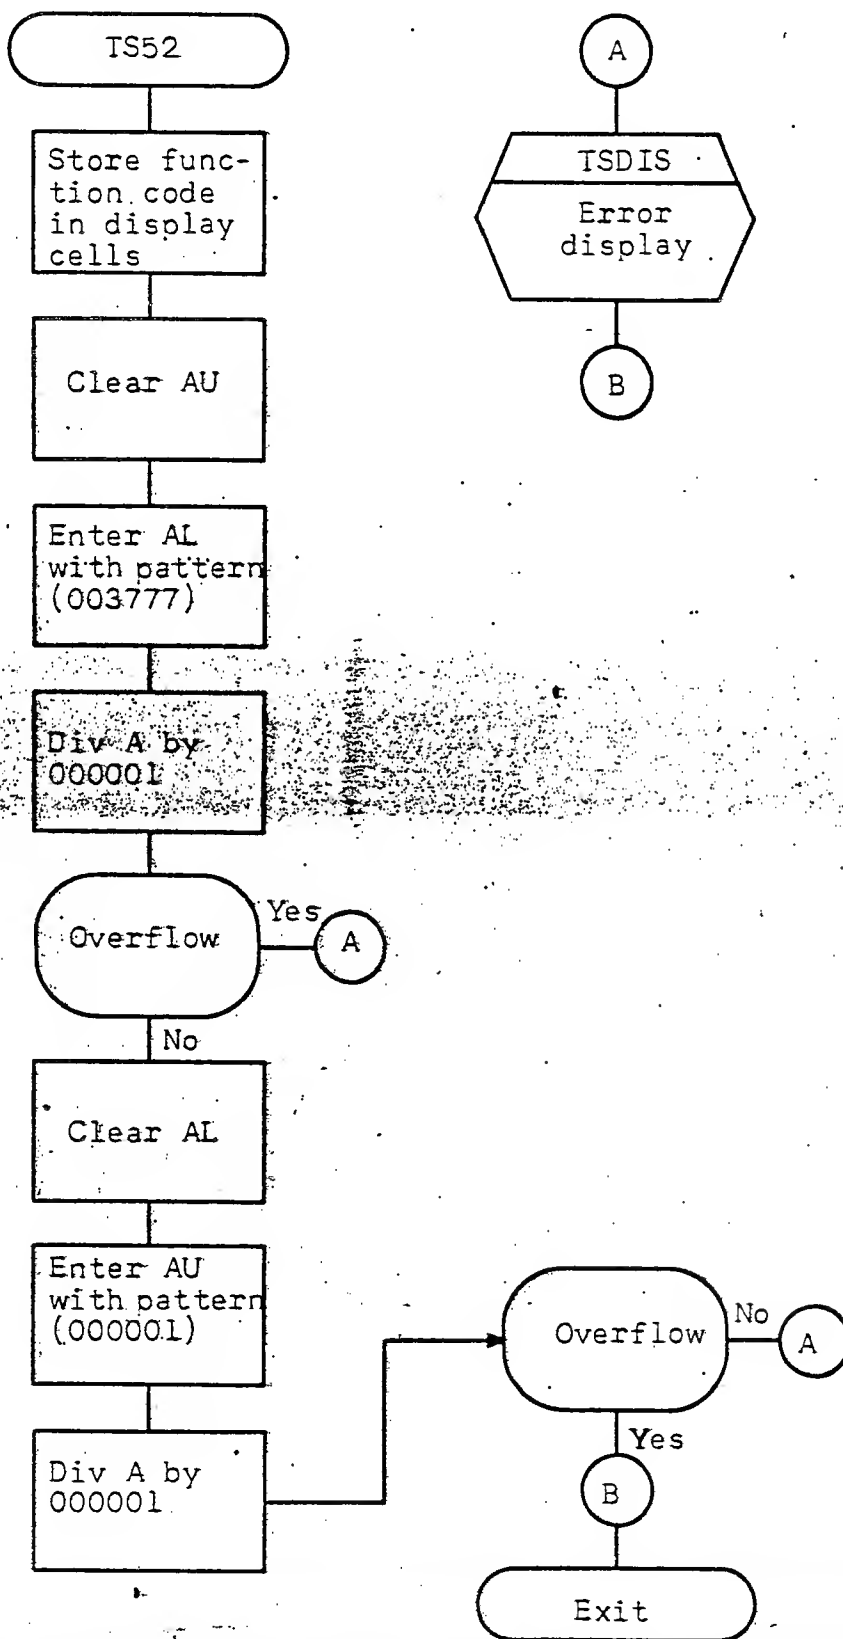 TS52
Store func-
tion code
in display
cells
Clear AU
Enter AL
with pattern
(003777)
Div A by
000001
Overflow
Yes
A
No
Clear AL
Enter AU
with pattern
(000001)
Div A by
000001
A
TSDIS
Error
display
B
Overflow
No
A
Yes
B
Exit